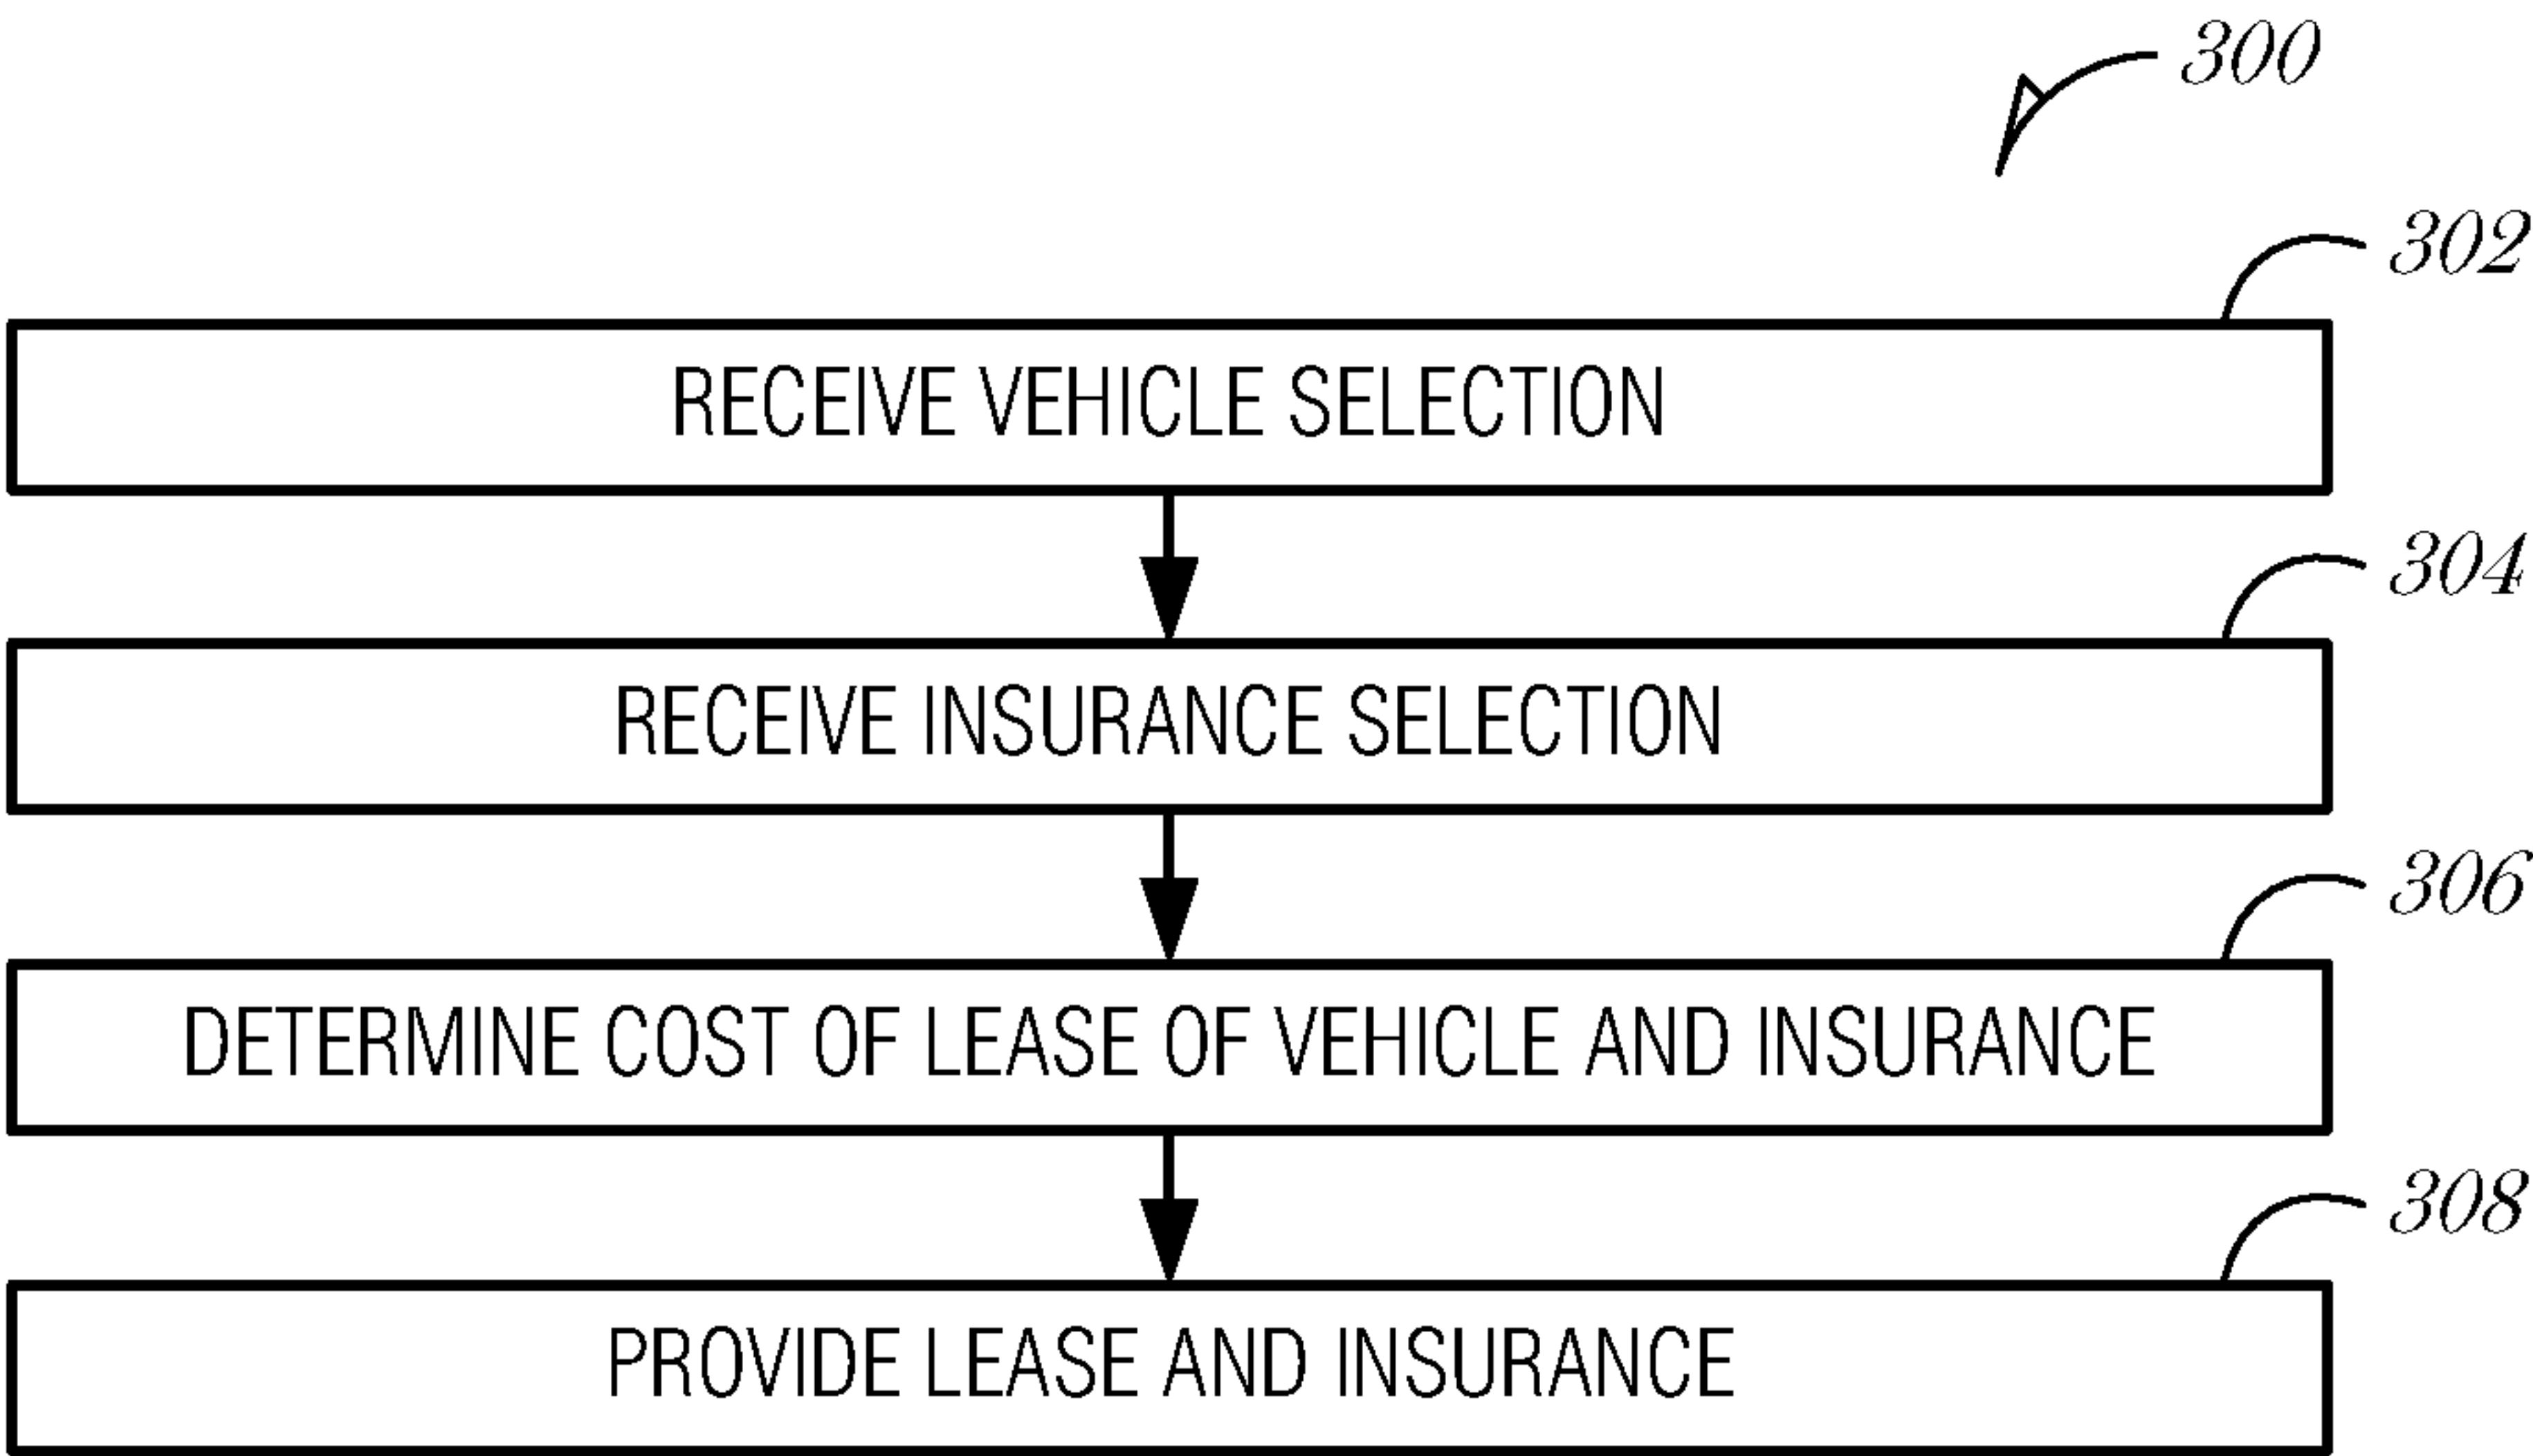 300
302
RECEIVE VEHICLE SELECTION
304
RECEIVE INSURANCE SELECTION
306
DETERMINE COST OF LEASE OF VEHICLE AND INSURANCE
308
PROVIDE LEASE AND INSURANCE